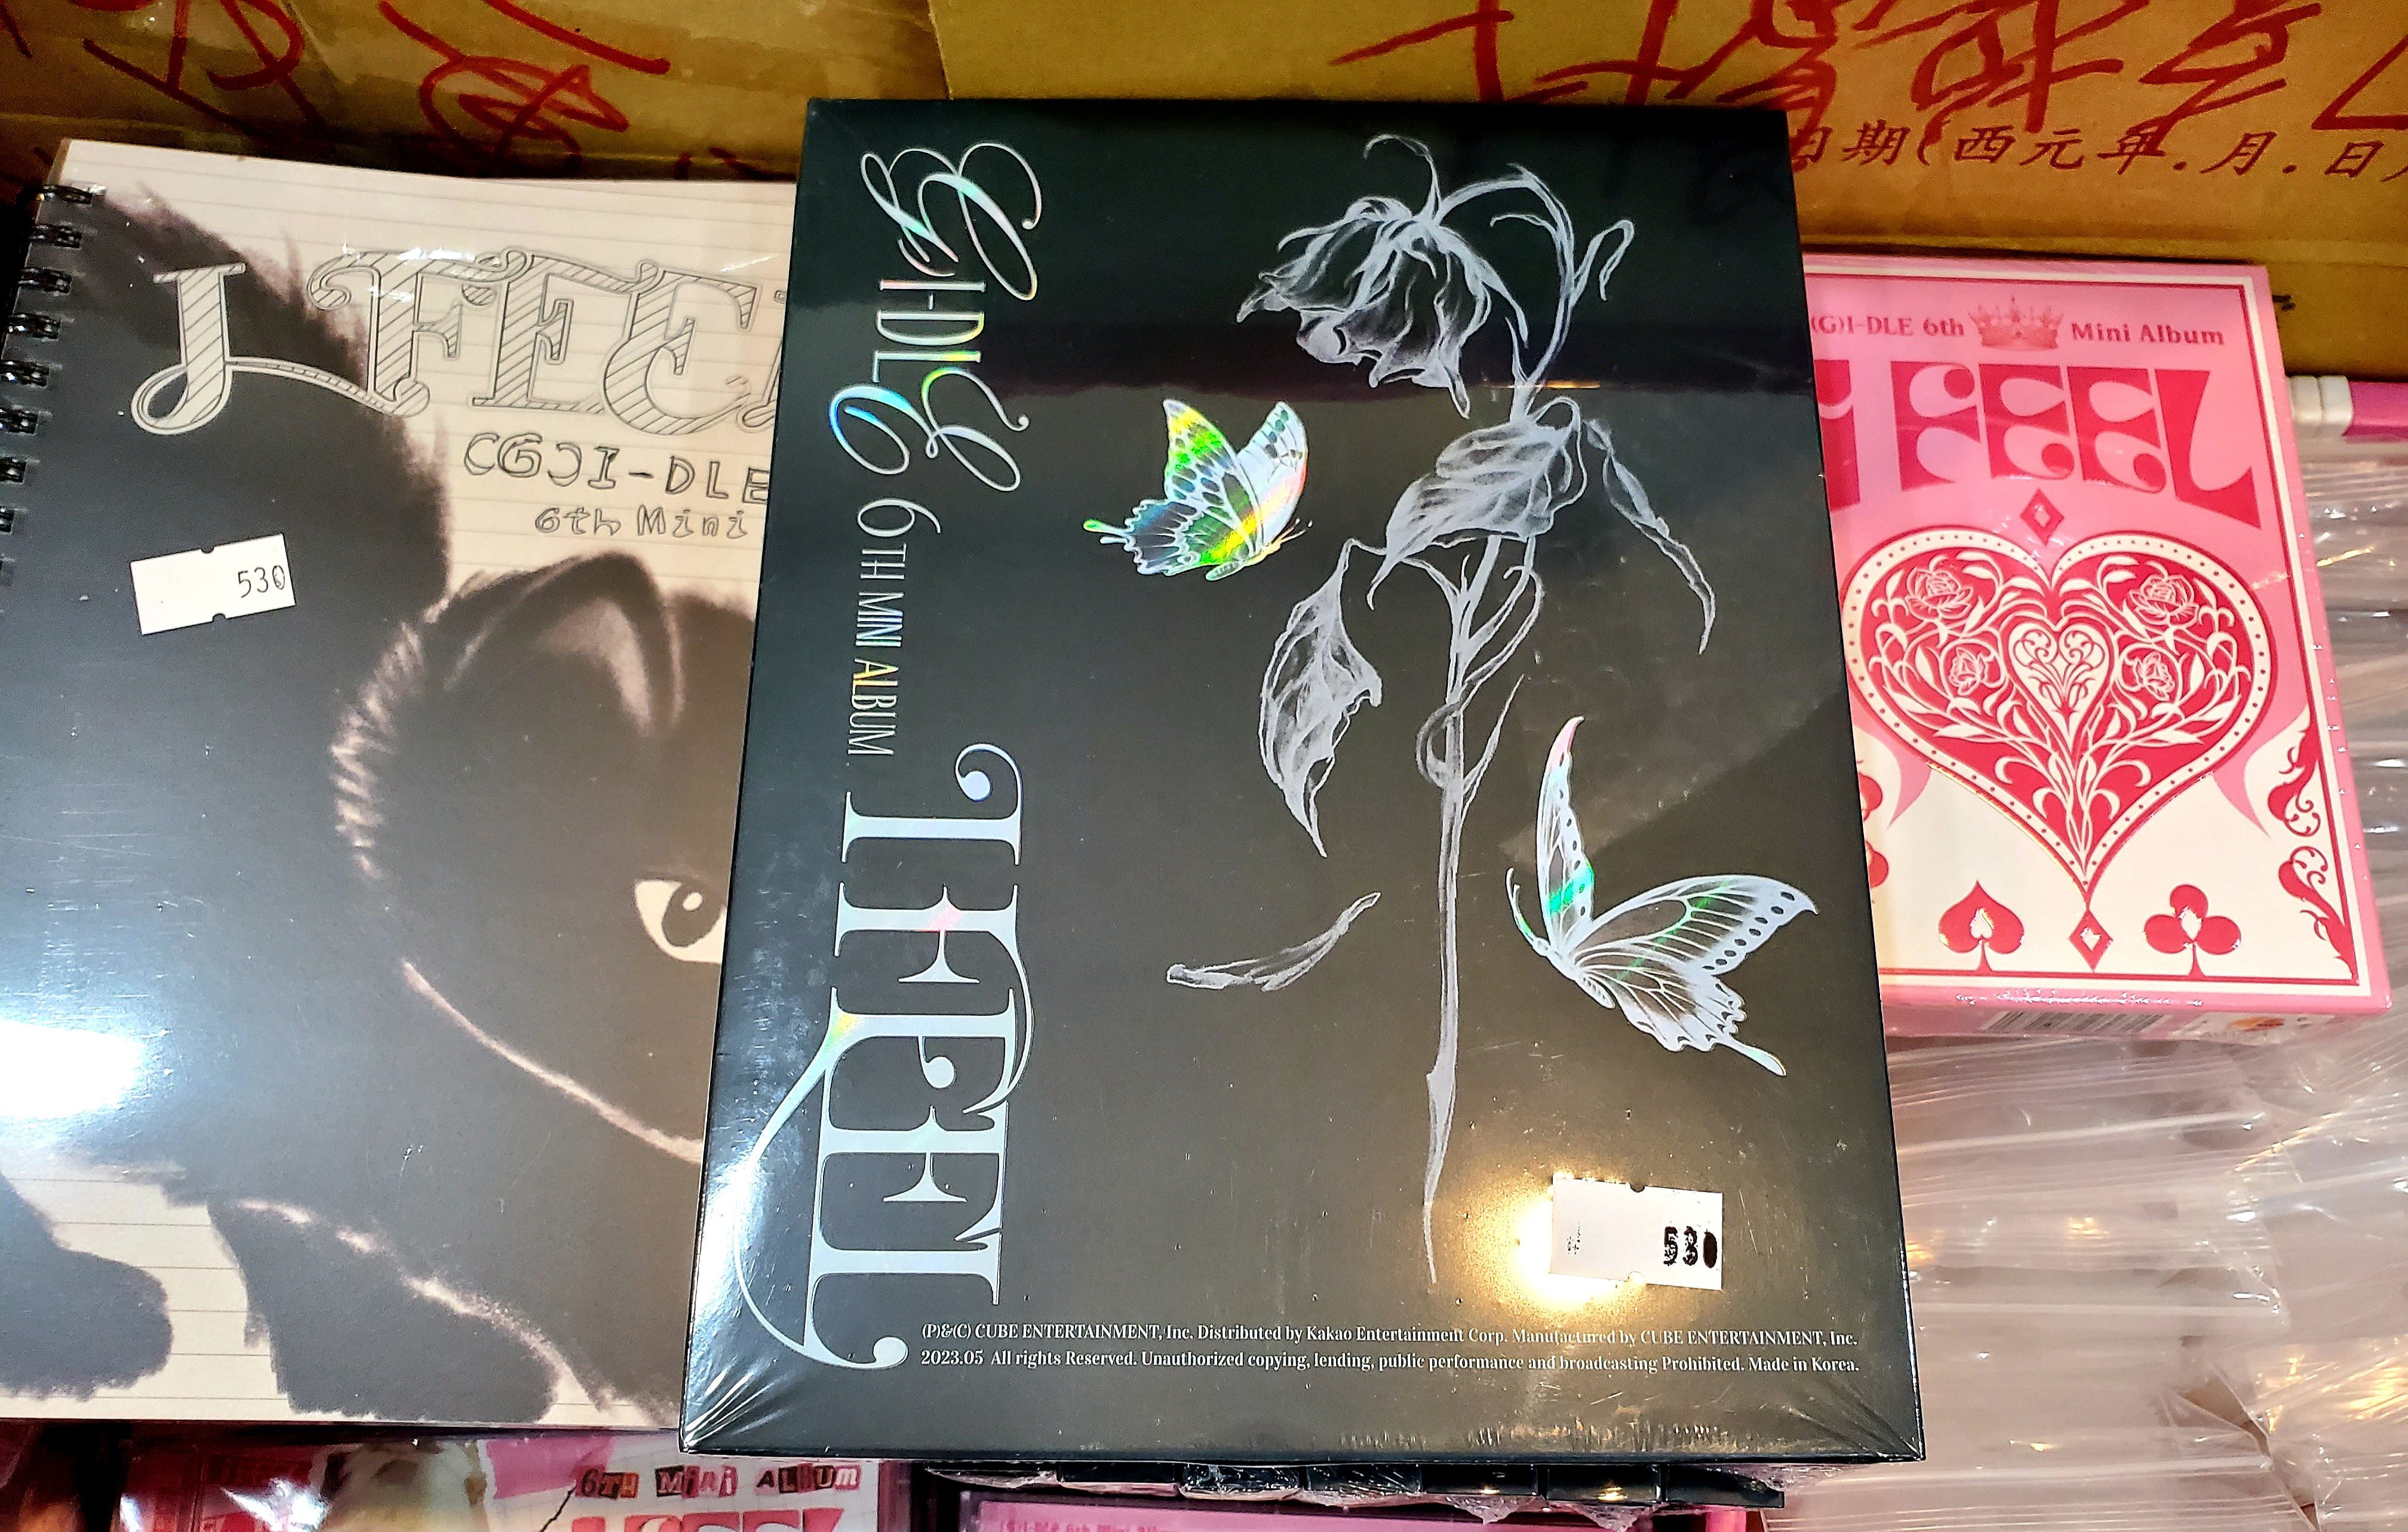 日期(西元年.月.日)
I FEEL
(G)I-DLE
6th Mini
530
(G)I-DLE
6TH MINI ALBUM
I FEEL
530
(P)&(C) CUBE ENTERTAINMENT, Inc. Distributed by Kakao Entertainment Corp. Manufactured by CUBE ENTERTAINMENT, Inc.
2023.05 All rights Reserved. Unauthorized copying, lending, public performance and broadcasting Prohibited. Made in Korea.
(G)I-DLE 6th Mini Album
I FEEL
6TH Mini ALBUM